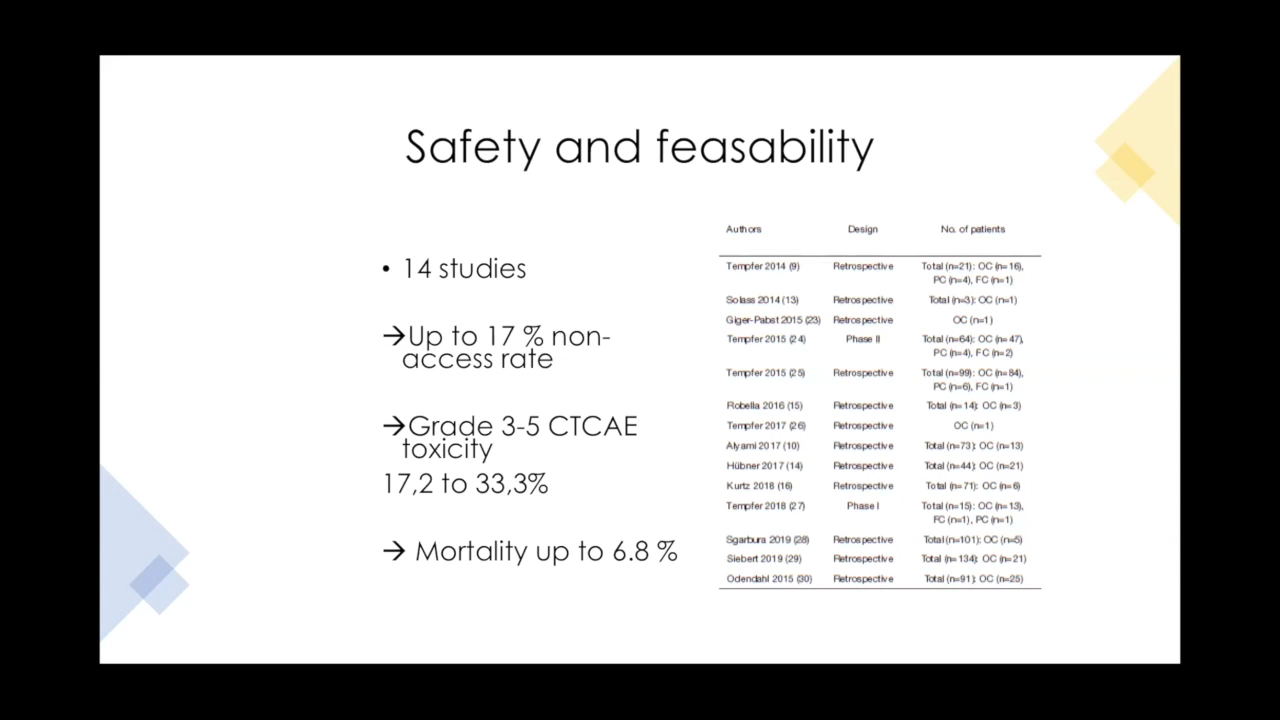 Safety and feasability
• 14 studies
→Up to 17 % non-
access rate
→Grade 3-5 CTCAE
toxicity
17,2 to 33,3%
→ Mortality up to 6.8 %
Authors Design No. of patients
Tempfer 2014 (9) Retrospective Total (n=21): OC (n=16),
PC (n=4), FC (n=1)
Solass 2014 (13) Retrospective Total (n=3): OC (n=1)
Giger-Pabst 2015 (23) Retrospective OC (n=1)
Tempfer 2015 (24) Phase II Total (n=64): OC (n=47),
PC (n=4), FC (n=2)
Tempfer 2015 (25) Retrospective Total (n=99): OC (n=84),
PC (n=6), FC (n=1)
Robella 2016 (15) Retrospective Total (n=14): OC (n=3)
Tempfer 2017 (26) Retrospective OC (n=1)
Alyami 2017 (10) Retrospective Total (n=73): OC (n=13)
Hübner 2017 (14) Retrospective Total (n=44): OC (n=21)
Kurtz 2018 (16) Retrospective Total (n=71): OC (n=6)
Tempfer 2018 (27) Phase I Total (n=15): OC (n=13),
FC (n=1), PC (n=1)
Sgarbura 2019 (28) Retrospective Total(n=101): OC (n=5)
Siebert 2019 (29) Retrospective Total (n=134): OC (n=21)
Odendahl 2015 (30) Retrospective Total (n=91): OC (n=25)